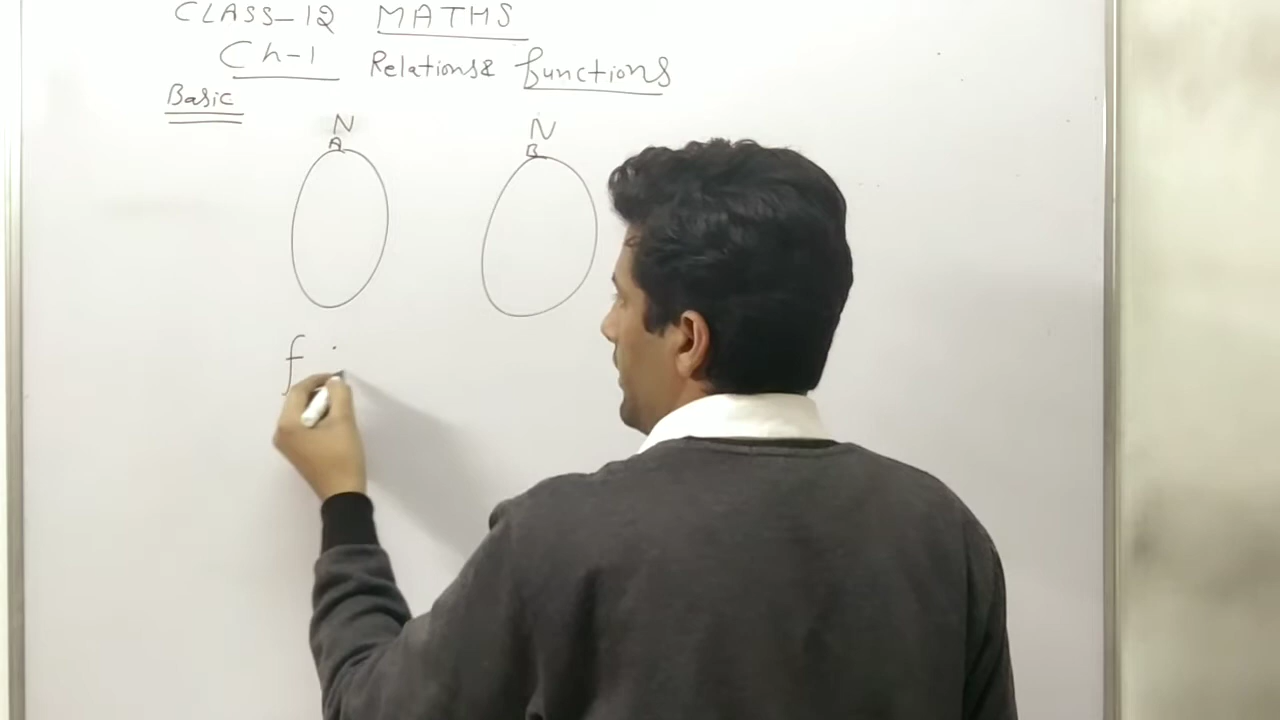 CLASS-12 MATHS
Ch-1 Relations & functions
Basic
N N
A B
f :